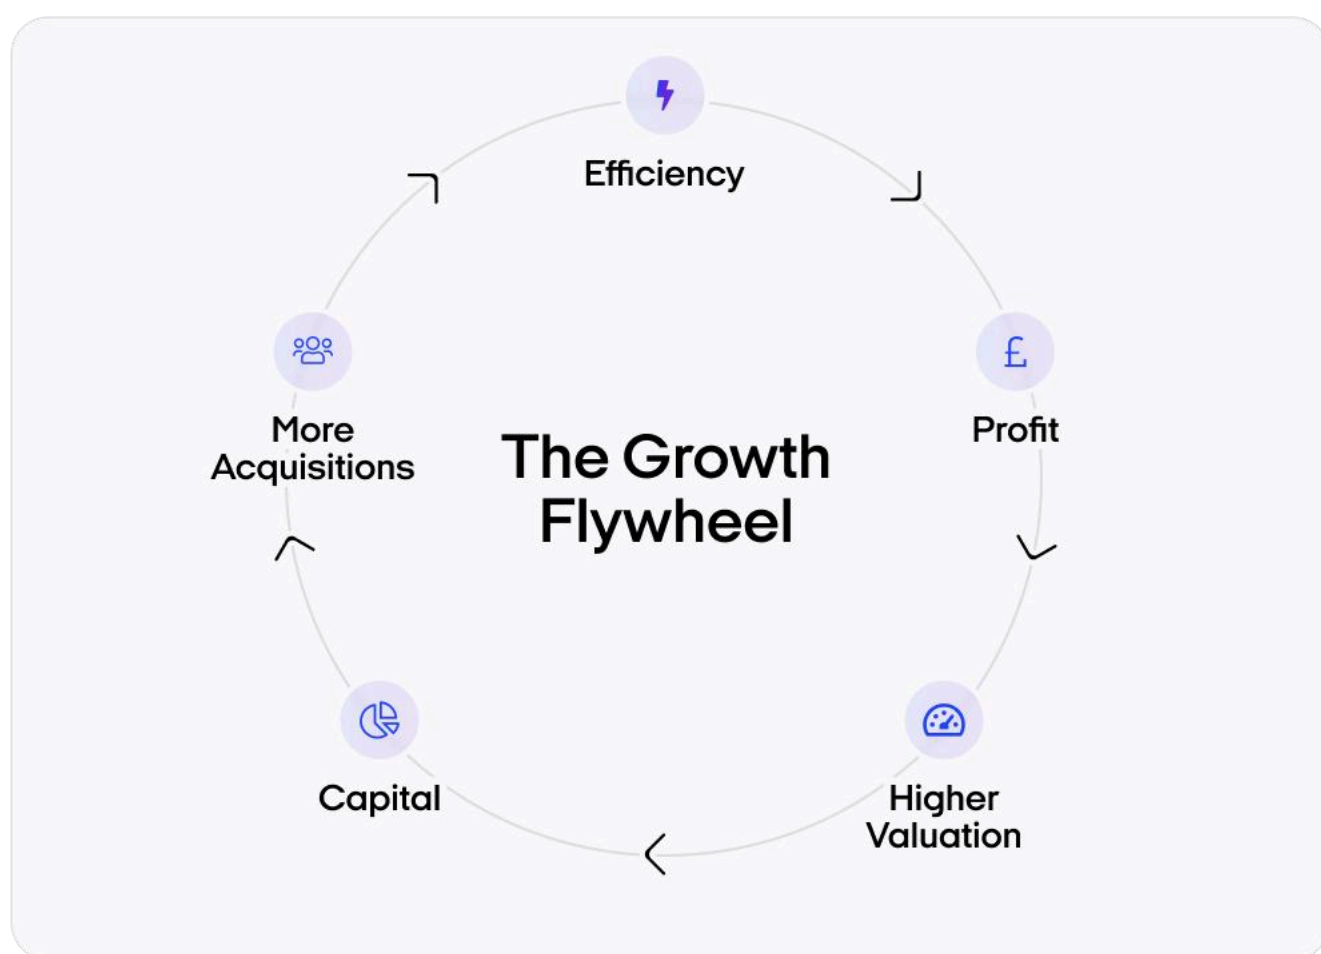 Efficiency
£
Profit
More
Acquisitions
The Growth
Flywheel
Capital
Higher
Valuation